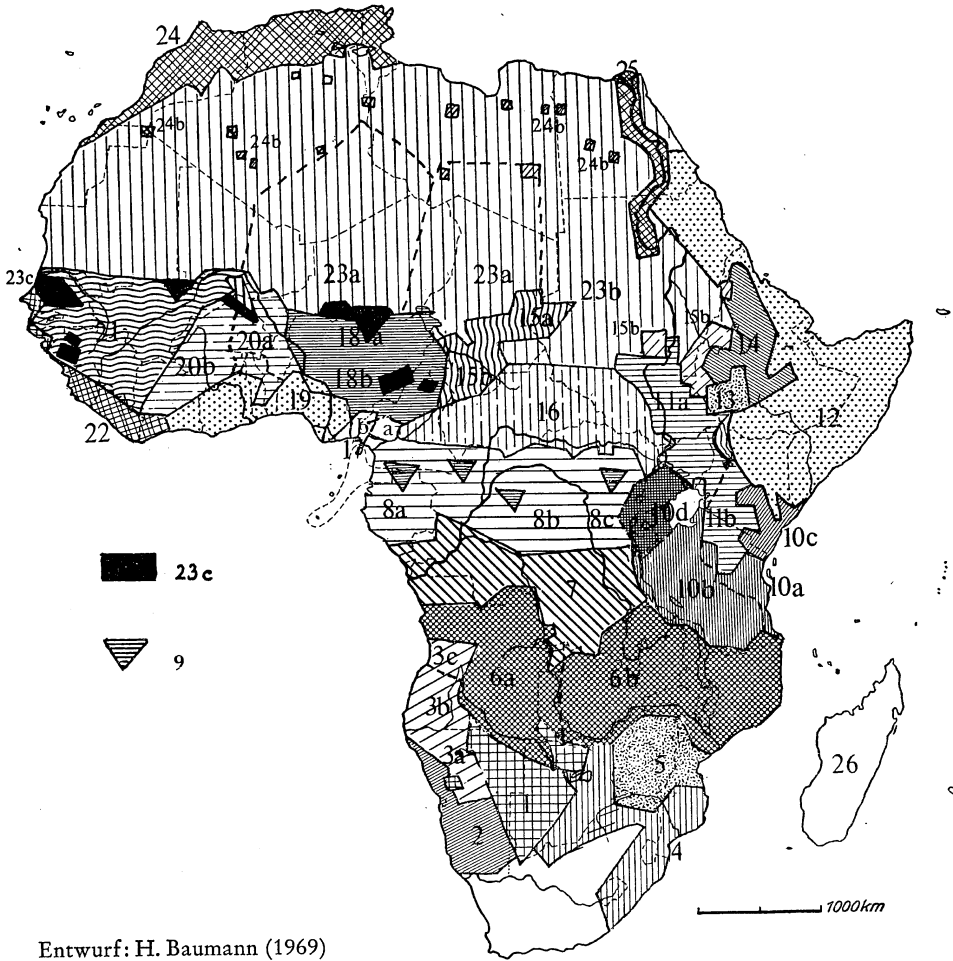 24
25
24b
24b
24b
24b
23c
23a
23a
23b
15a
15b
15b
14
20a
20b
18a
18b
19
13
11a
12
22
16
b
a
17
8a
8b
8c
10d
11b
10c
23c
7
10b
10a
9
3c
6a
6b
3b
3a
5
26
1
2
4
1000km
Entwurf: H. Baumann (1969)